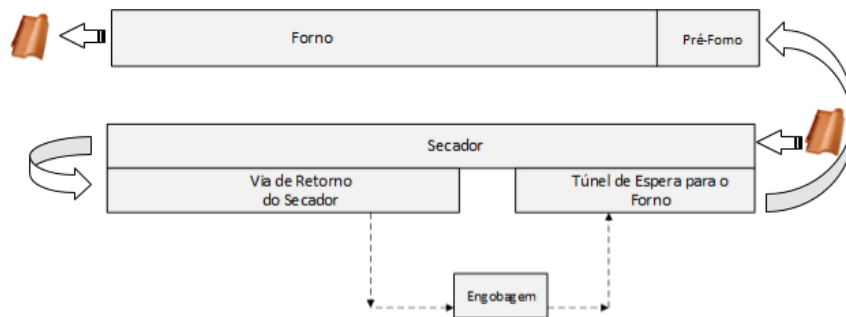 Forno
Pré-Forno
Secador
Via de Retorno
do Secador
Túnel de Espera para o
Forno
Engobagem